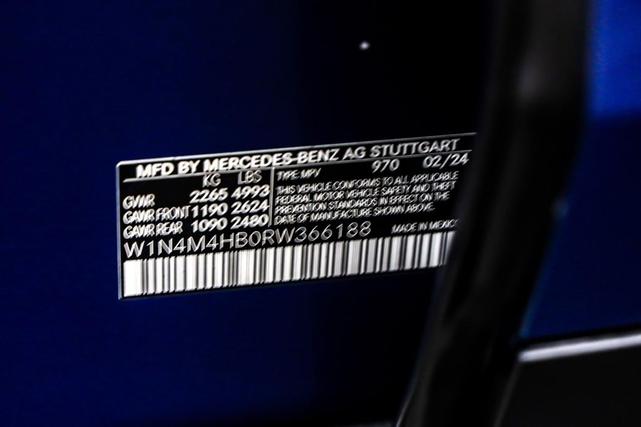 MFD BY MERCEDES-BENZ AG STUTTGART
KG LBS
GVWR 2265 4993
GAWR FRONT 1190 2624
GAWR REAR 1090 2480
TYPE: MPV 970 02/24
THIS VEHICLE CONFORMS TO ALL APPLICABLE
FEDERAL MOTOR VEHICLE SAFETY AND THEFT
PREVENTION STANDARDS IN EFFECT ON THE
DATE OF MANUFACTURE SHOWN ABOVE.
W1N4M4HB0RW366188 MADE IN MEXICO